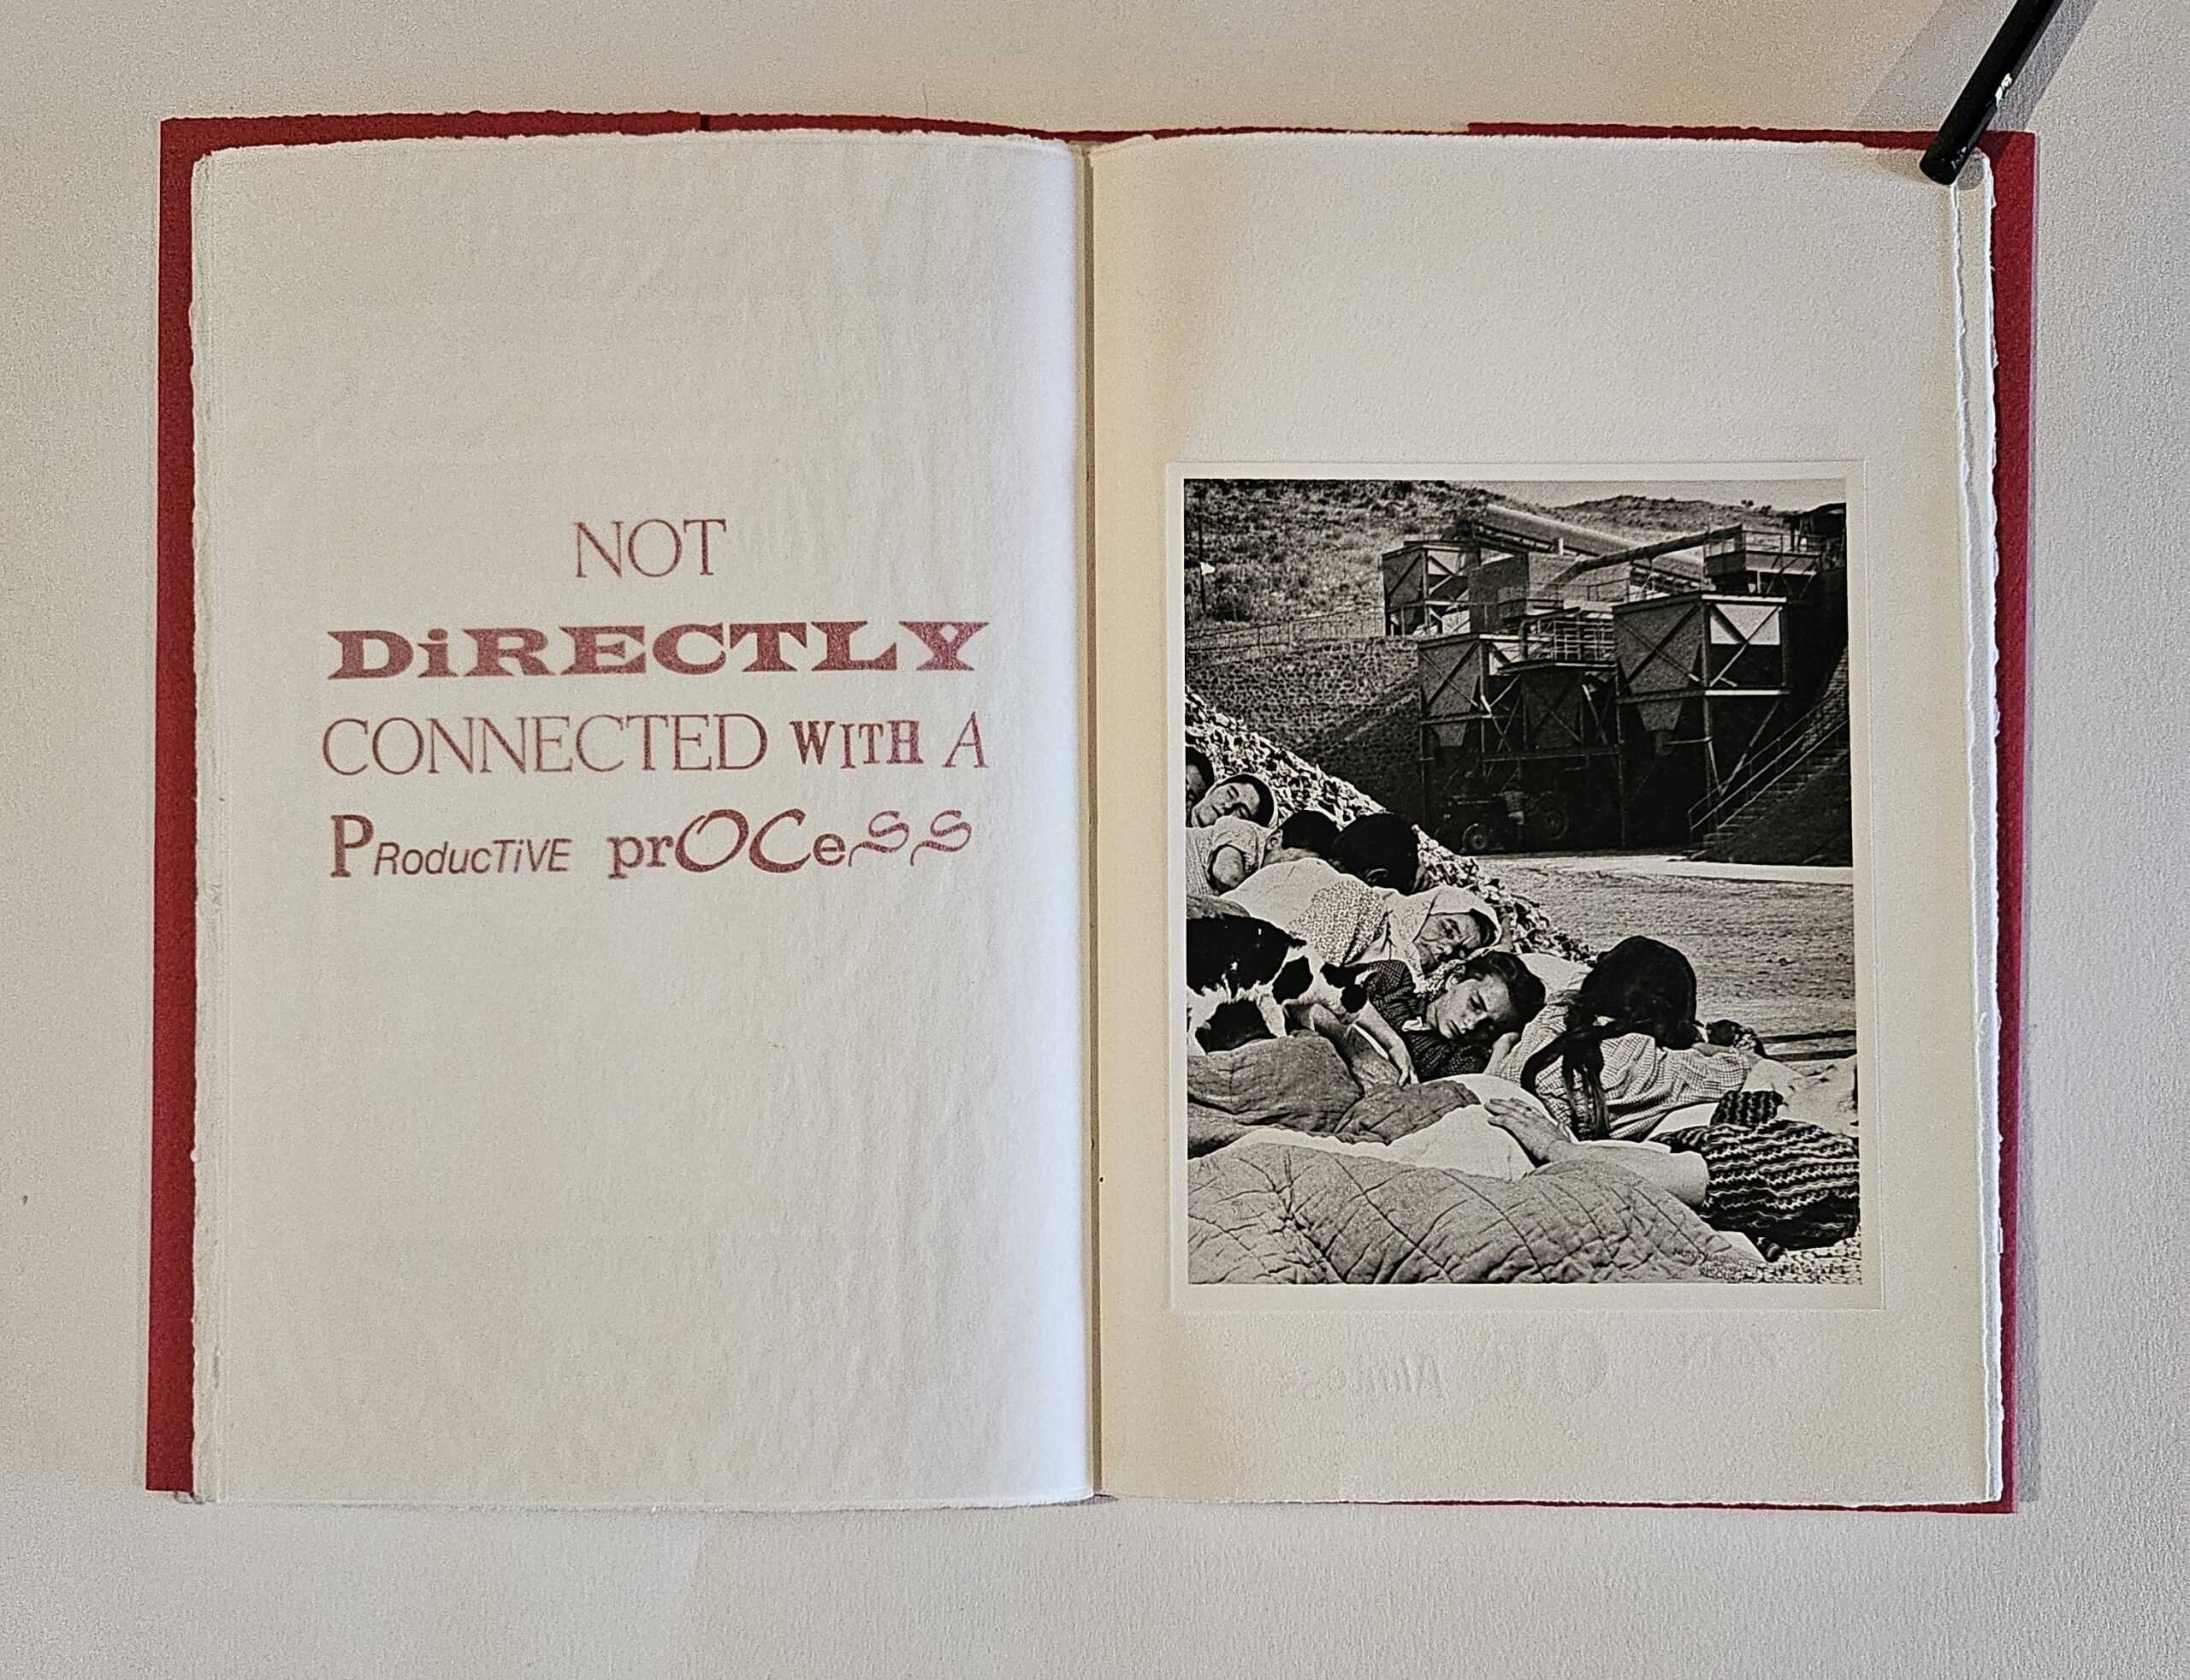 NOT
DiRECTLY
CONNECTED WITH A
PRoducTiVE prOCeSS